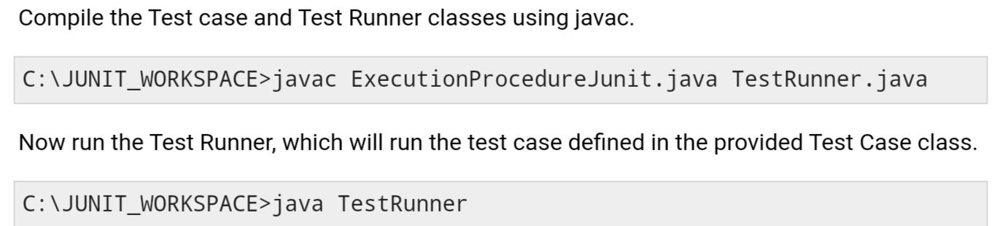 Compile the Test case and Test Runner classes using javac.
C:\JUNIT_WORKSPACE>javac ExecutionProcedureJunit.java TestRunner.java
Now run the Test Runner, which will run the test case defined in the provided Test Case class.
C:\JUNIT_WORKSPACE>java TestRunner